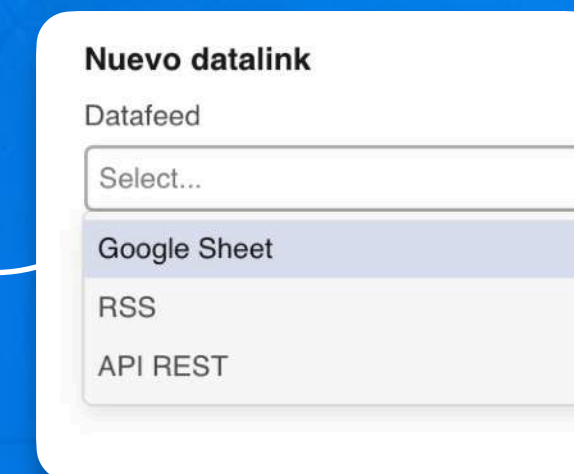 Nuevo datalink
Datafeed
Select...
Google Sheet
RSS
API REST